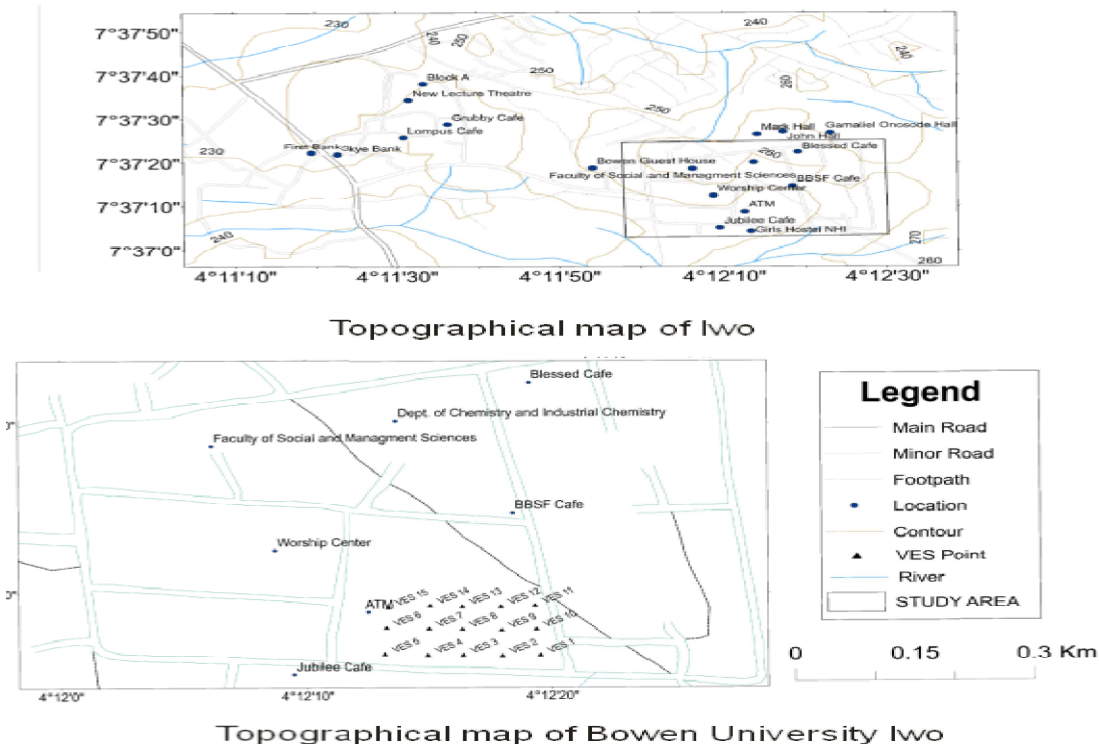 7°37'50"
7°37'40"
7°37'30"
7°37'20"
7°37'10"
7°37'0"
230
240
250
240
240
250
260
250
230
260
240
270
260
Block A
New Lecture Theatre
Grubby Cafe
Lompus Cafe
First Bank
Skye Bank
Mark Hall
Gamaliel Onosode Hall
John Hall
Blessed Cafe
Bowen Guest House
Faculty of Social and Managment Sciences
BBSF Cafe
Worship Center
ATM
Jubilee Cafe
Girls Hostel NHI
4°11'10"
4°11'30"
4°11'50"
4°12'10"
4°12'30"
Topographical map of Iwo
Blessed Cafe
Dept. of Chemistry and Industrial Chemistry
Faculty of Social and Managment Sciences
BBSF Cafe
Worship Center
ATM
VES 15
VES 14
VES 13
VES 12
VES 11
VES 6
VES 7
VES 8
VES 9
VES 10
VES 5
VES 4
VES 3
VES 2
VES 1
Jubilee Cafe
4°12'0"
4°12'10"
4°12'20"
Legend
Main Road
Minor Road
Footpath
Location
Contour
VES Point
River
STUDY AREA
0 0.15 0.3 Km
Topographical map of Bowen University Iwo